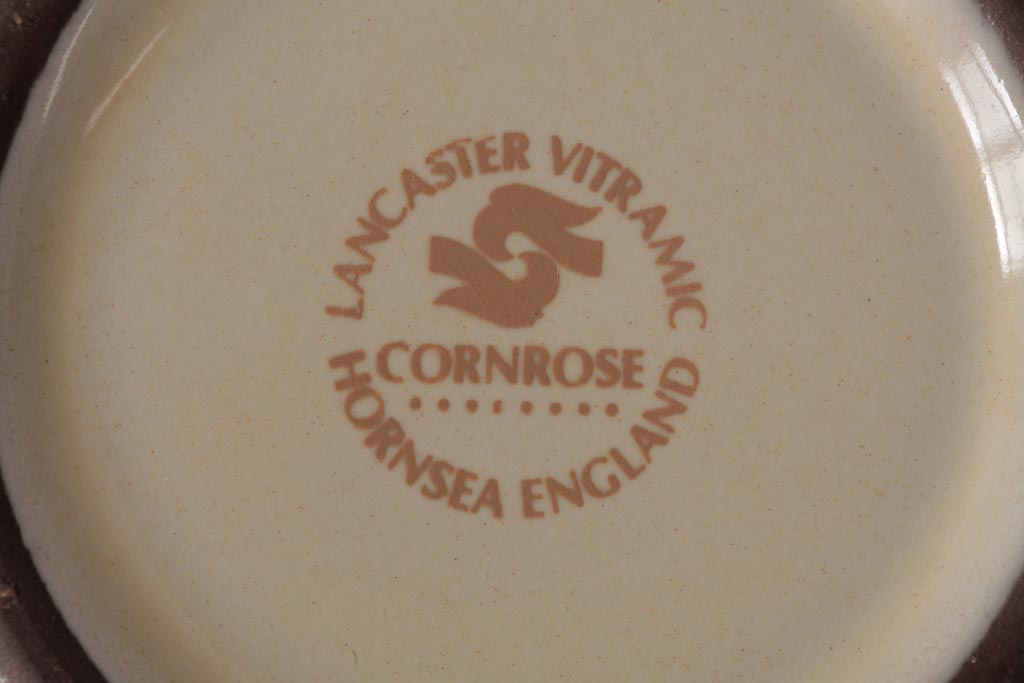 LANCASTER VITRAMIC
CORNROSE
HORNSEA ENGLAND